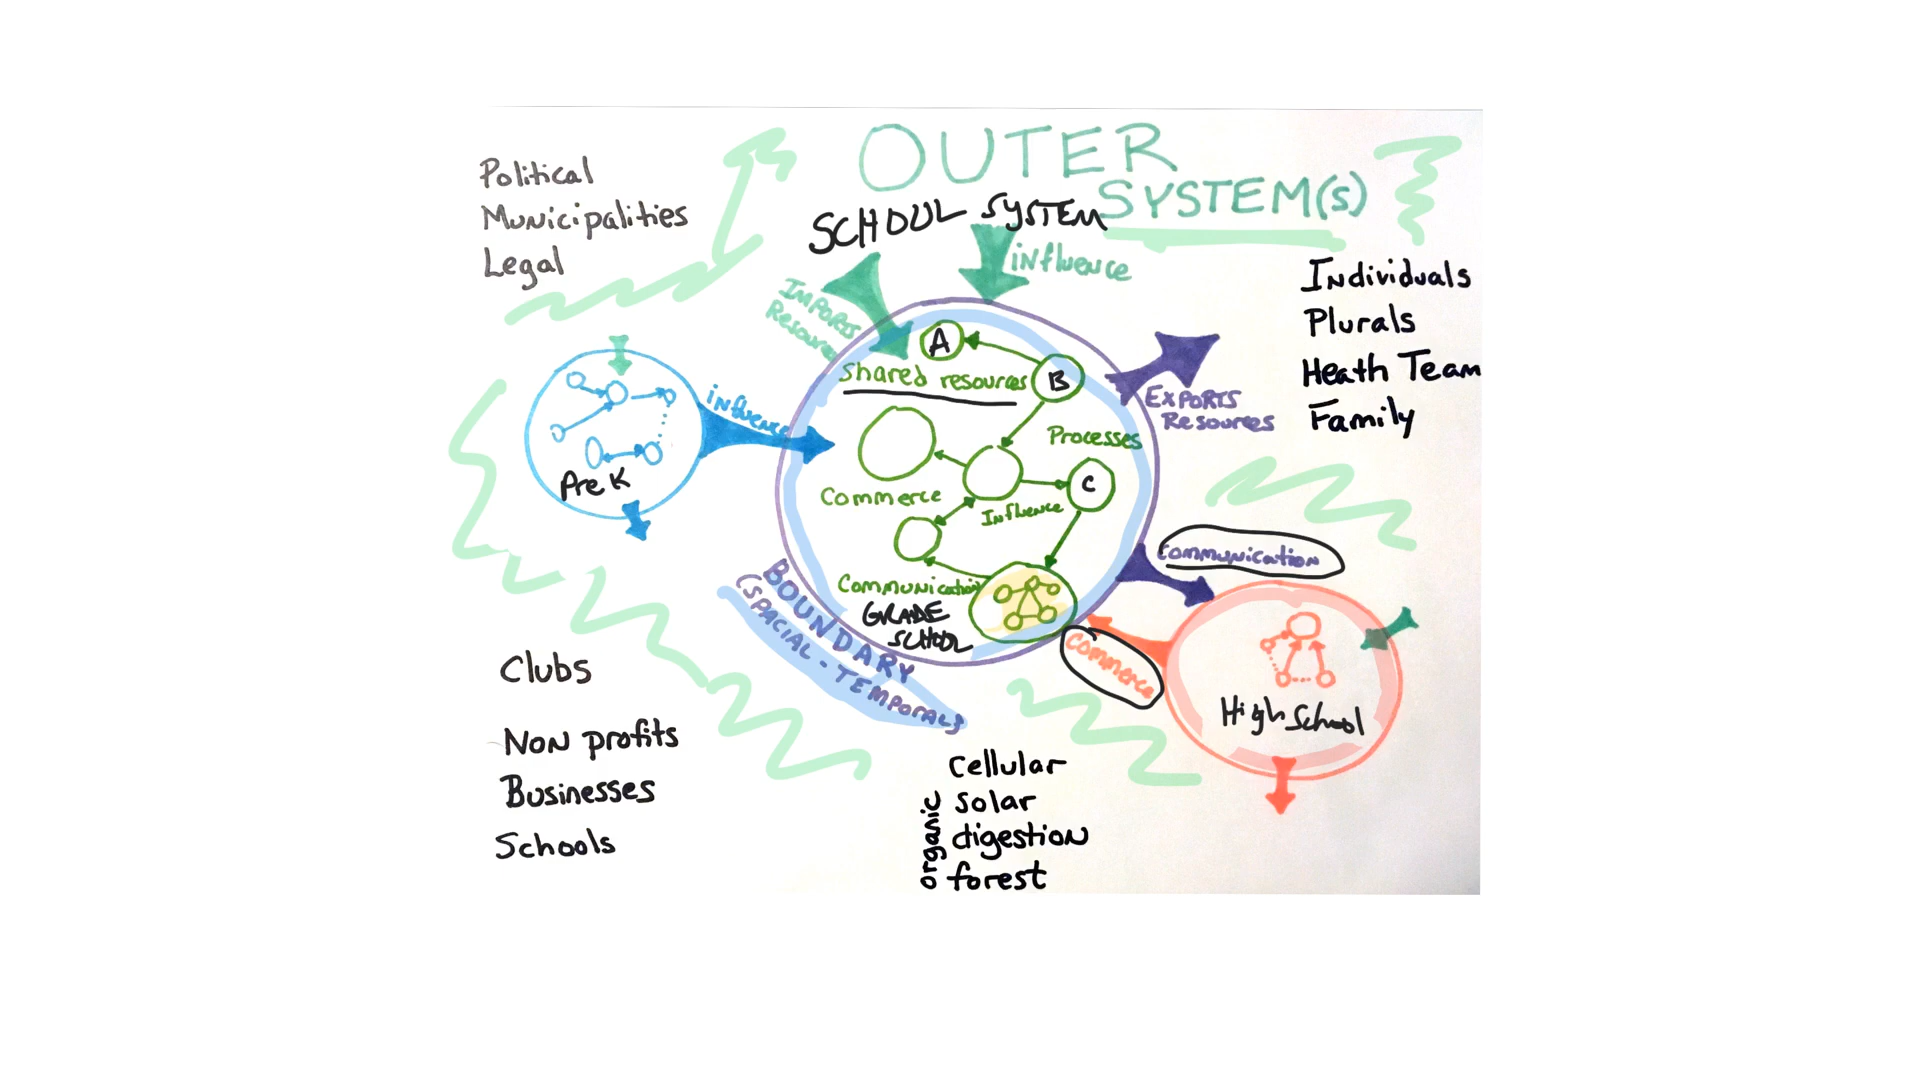 OUTER
SYSTEM(s)
SCHOOL SYSTEM
Political
Municipalities
Legal
influence
IMPORTS
Resources
Individuals
Plurals
Heath Team
Family
A
B
Shared resources
EXPORTS
Resources
influence
Processes
Commerce
C
Influence
Pre K
Communication
Communication
GRADE
SCHOOL
BOUNDARY
(SPACIAL - TEMPORAL)
Commerce
High School
Clubs
Non profits
Businesses
Schools
organic
Cellular
Solar
digestion
forest